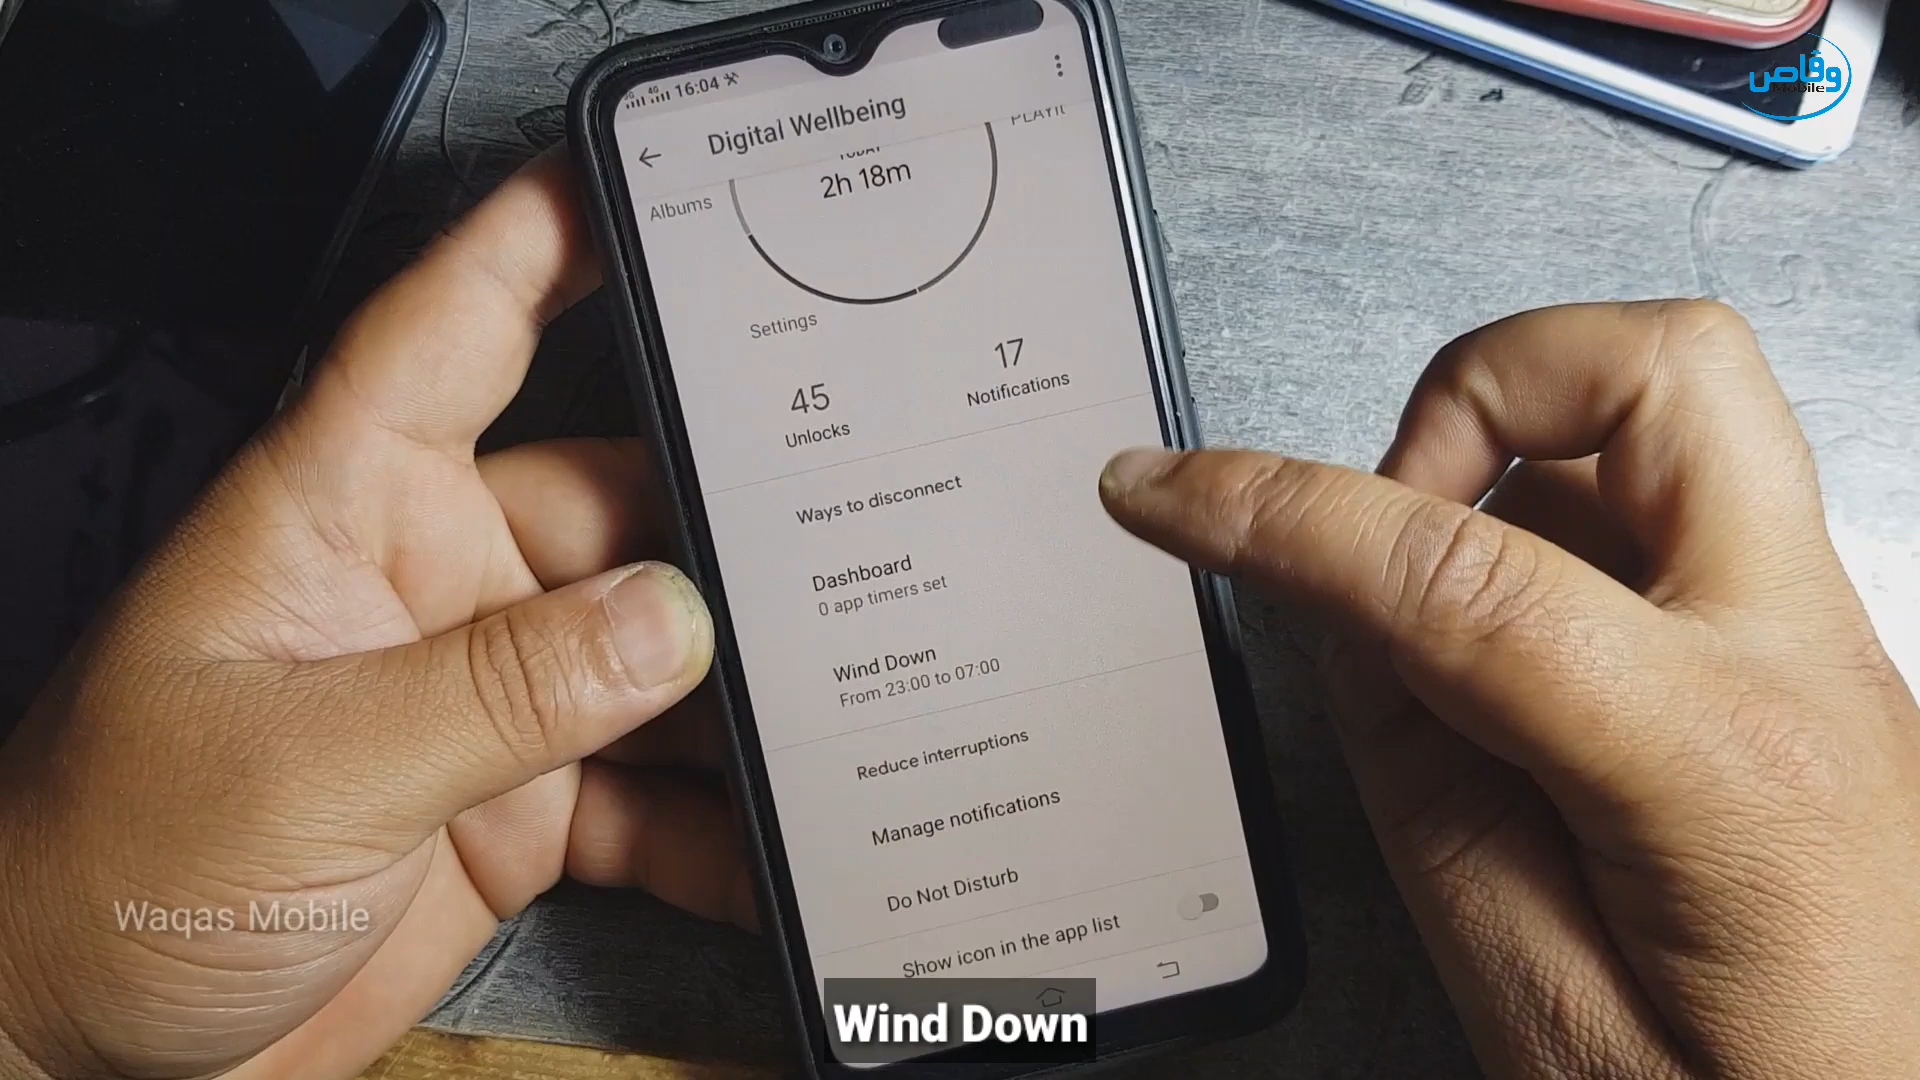 4G 16:04
Digital Wellbeing
TODAY
2h 18m
Albums
Settings
45
Unlocks
17
Notifications
Ways to disconnect
Dashboard
0 app timers set
Wind Down
From 23:00 to 07:00
Reduce interruptions
Manage notifications
Do Not Disturb
Show icon in the app list
Wind Down
Waqas Mobile
وقاص
Mobile